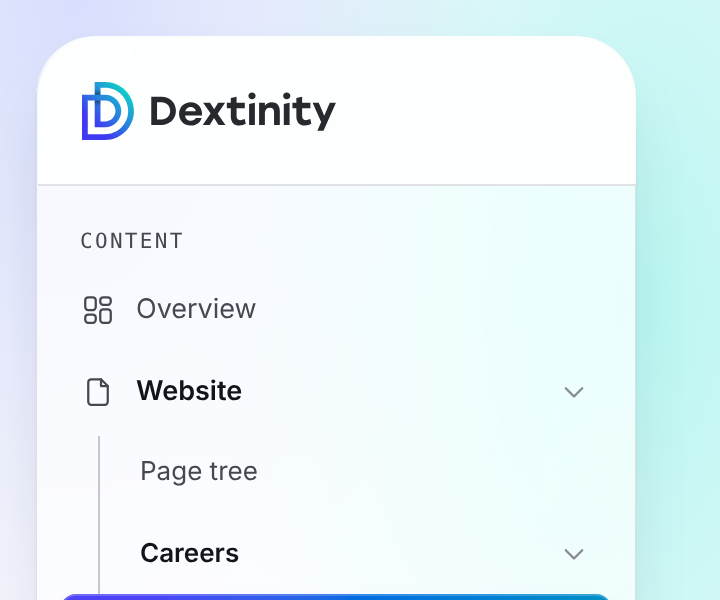 Dextinity
CONTENT
Overview
Website
Page tree
Careers